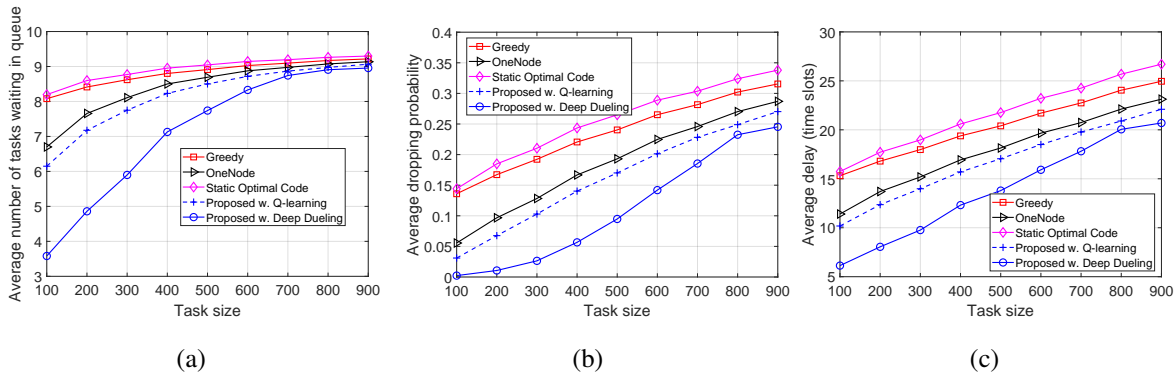 Average number of tasks waiting in queue
10
9
8
7
6
5
4
3
100 200 300 400 500 600 700 800 900
Task size
Greedy
OneNode
Static Optimal Code
Proposed w. Q-learning
Proposed w. Deep Dueling
(a)
Average dropping probability
0.4
0.35
0.3
0.25
0.2
0.15
0.1
0.05
0
100 200 300 400 500 600 700 800 900
Task size
Greedy
OneNode
Static Optimal Code
Proposed w. Q-learning
Proposed w. Deep Dueling
(b)
Average delay (time slots)
30
25
20
15
10
5
100 200 300 400 500 600 700 800 900
Task size
Greedy
OneNode
Static Optimal Code
Proposed w. Q-learning
Proposed w. Deep Dueling
(c)